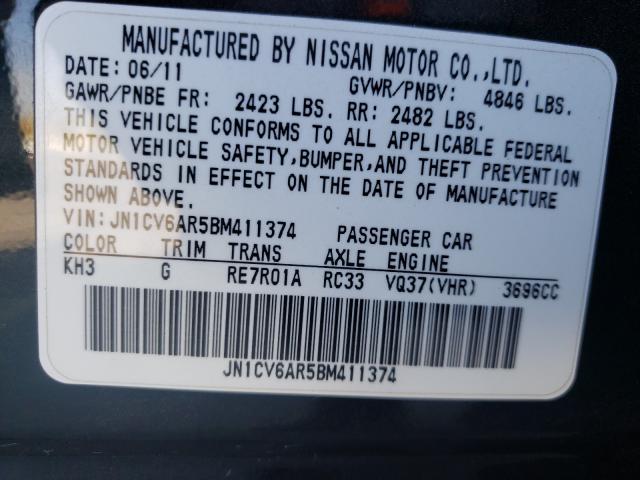 MANUFACTURED BY NISSAN MOTOR CO.,LTD.
DATE: 06/11 GVWR/PNBV: 4846 LBS.
GAWR/PNBE FR: 2423 LBS. RR: 2482 LBS.
THIS VEHICLE CONFORMS TO ALL APPLICABLE FEDERAL
MOTOR VEHICLE SAFETY,BUMPER,AND THEFT PREVENTION
STANDARDS IN EFFECT ON THE DATE OF MANUFACTURE
SHOWN ABOVE.
VIN: JN1CV6AR5BM411374 PASSENGER CAR
COLOR TRIM TRANS AXLE ENGINE
KH3 G RE7R01A RC33 VQ37(VHR) 3696CC
JN1CV6AR5BM411374